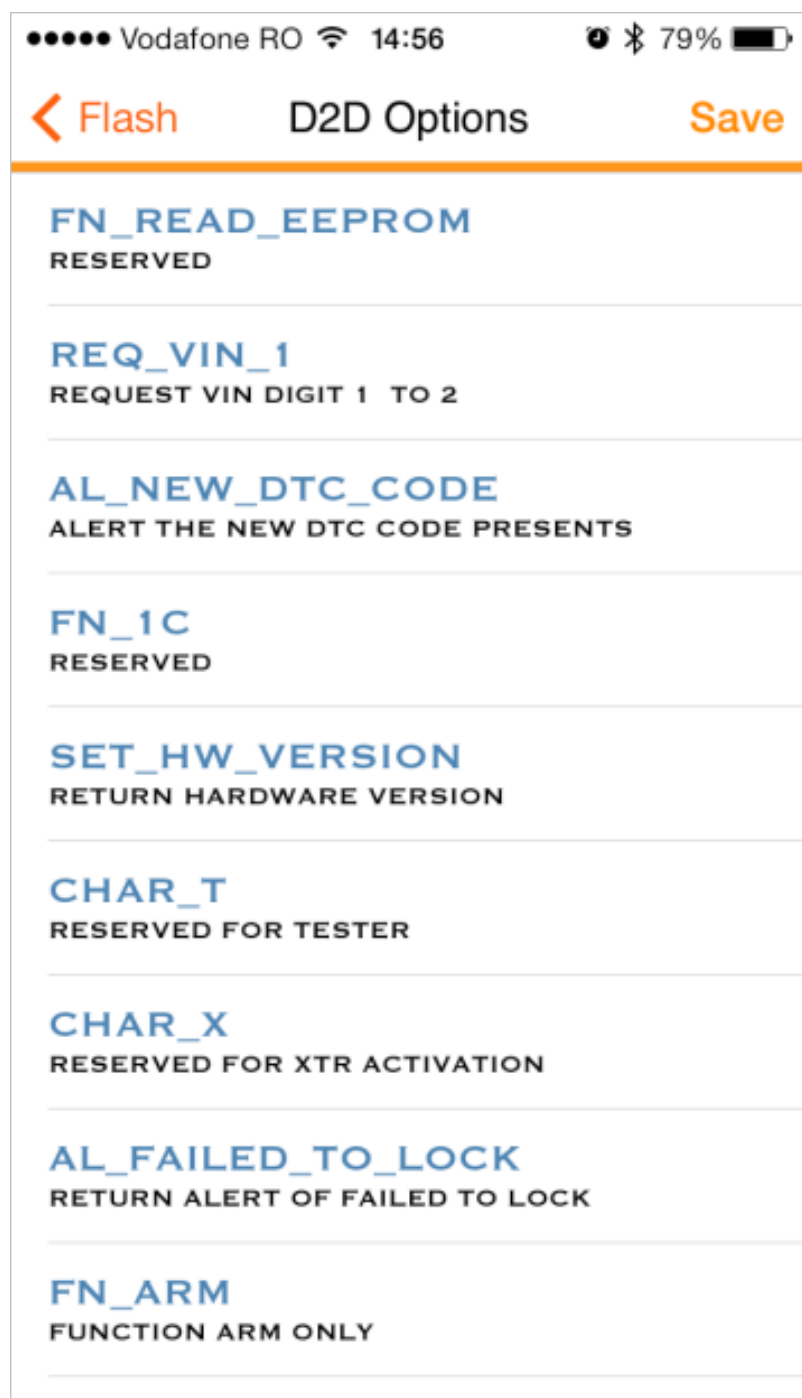 Vodafone RO 14:56 79%
Flash D2D Options Save
FN_READ_EEPROM
RESERVED
REQ_VIN_1
REQUEST VIN DIGIT 1 TO 2
AL_NEW_DTC_CODE
ALERT THE NEW DTC CODE PRESENTS
FN_1C
RESERVED
SET_HW_VERSION
RETURN HARDWARE VERSION
CHAR_T
RESERVED FOR TESTER
CHAR_X
RESERVED FOR XTR ACTIVATION
AL_FAILED_TO_LOCK
RETURN ALERT OF FAILED TO LOCK
FN_ARM
FUNCTION ARM ONLY